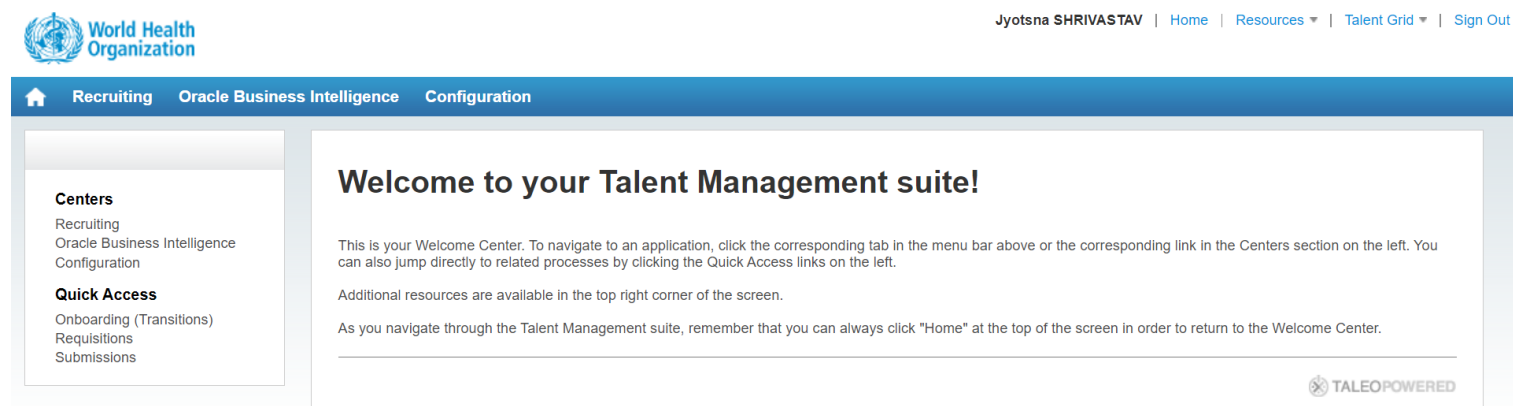 World Health
Organization
Jyotsna SHRIVASTAV | Home | Resources | Talent Grid | Sign Out
Recruiting Oracle Business Intelligence Configuration
Centers
Recruiting
Oracle Business Intelligence
Configuration
Quick Access
Onboarding (Transitions)
Requisitions
Submissions
Welcome to your Talent Management suite!
This is your Welcome Center. To navigate to an application, click the corresponding tab in the menu bar above or the corresponding link in the Centers section on the left. You
can also jump directly to related processes by clicking the Quick Access links on the left.
Additional resources are available in the top right corner of the screen.
As you navigate through the Talent Management suite, remember that you can always click "Home" at the top of the screen in order to return to the Welcome Center.
TALEOPOWERED